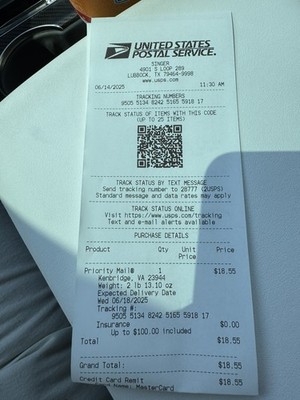 UNITED STATES
POSTAL SERVICE.
SINGER
4901 S LOOP 289
LUBBOCK, TX 79464-9998
www.usps.com
06/14/2025 11:30 AM
TRACKING NUMBERS
9505 5134 8242 5165 5918 17
TRACK STATUS OF ITEMS WITH THIS CODE
(UP TO 25 ITEMS)
TRACK STATUS BY TEXT MESSAGE
Send tracking number to 28777 (2USPS)
Standard message and data rates may apply
TRACK STATUS ONLINE
Visit https://www.usps.com/tracking
Text and e-mail alerts available
PURCHASE DETAILS
Product Qty Unit Price
Price
Priority Mail® 1 $18.55
Kenbridge, VA 23944
Weight: 2 lb 13.10 oz
Expected Delivery Date
Wed 06/18/2025
Tracking #:
9505 5134 8242 5165 5918 17
Insurance $0.00
Up to $100.00 included
Total $18.55
Grand Total: $18.55
Credit Card Remit $18.55
Name: MasterCard